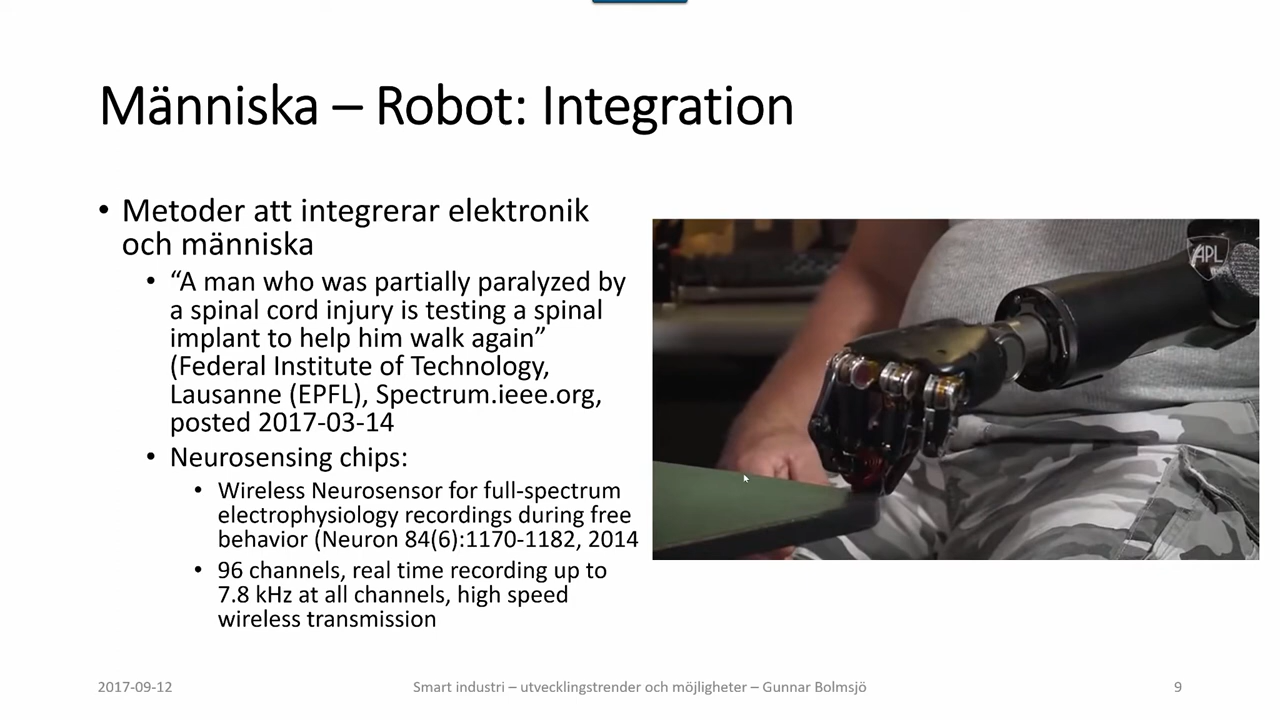 Människa – Robot: Integration
• Metoder att integrerar elektronik
och människa
• “A man who was partially paralyzed by
a spinal cord injury is testing a spinal
implant to help him walk again”
(Federal Institute of Technology,
Lausanne (EPFL), Spectrum.ieee.org,
posted 2017-03-14
• Neurosensing chips:
• Wireless Neurosensor for full-spectrum
electrophysiology recordings during free
behavior (Neuron 84(6):1170-1182, 2014
• 96 channels, real time recording up to
7.8 kHz at all channels, high speed
wireless transmission
APL
2017-09-12
Smart industri – utvecklingstrender och möjligheter – Gunnar Bolmsjö
9